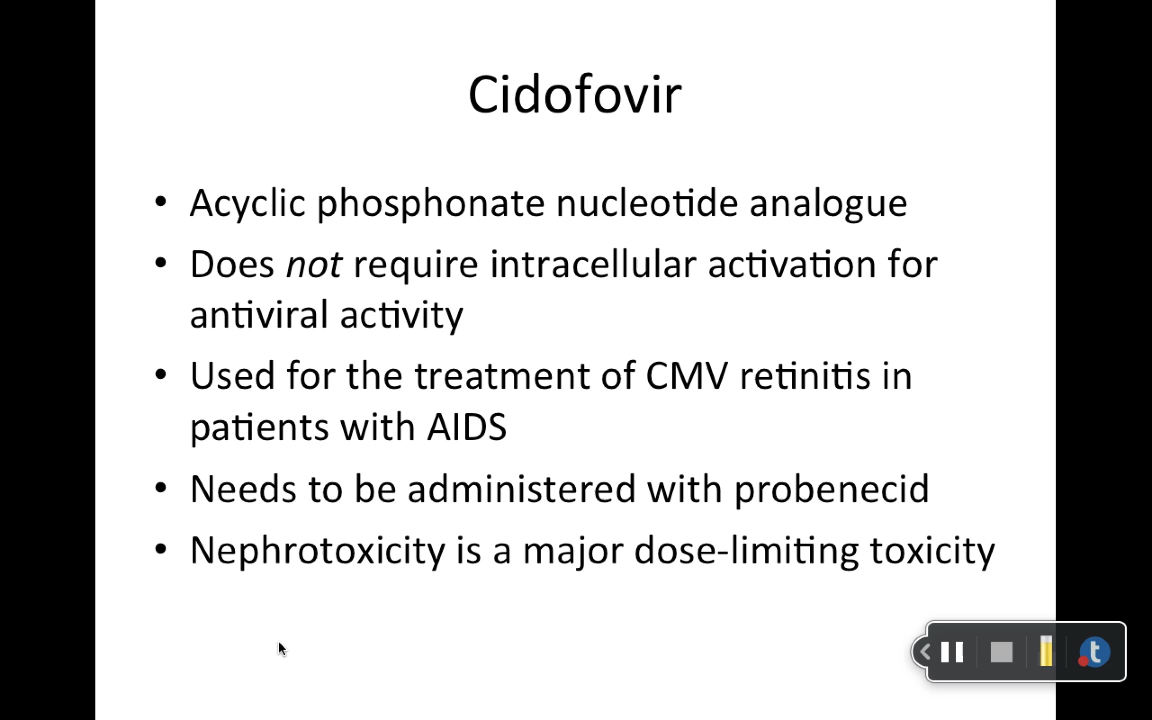 Cidofovir
• Acyclic phosphonate nucleotide analogue
• Does not require intracellular activation for
antiviral activity
• Used for the treatment of CMV retinitis in
patients with AIDS
• Needs to be administered with probenecid
• Nephrotoxicity is a major dose-limiting toxicity
t